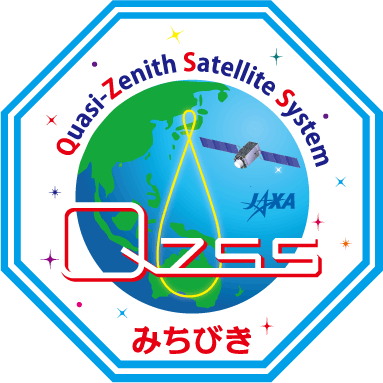 Quasi-Zenith Satellite System
JAXA
QZSS
みちびき